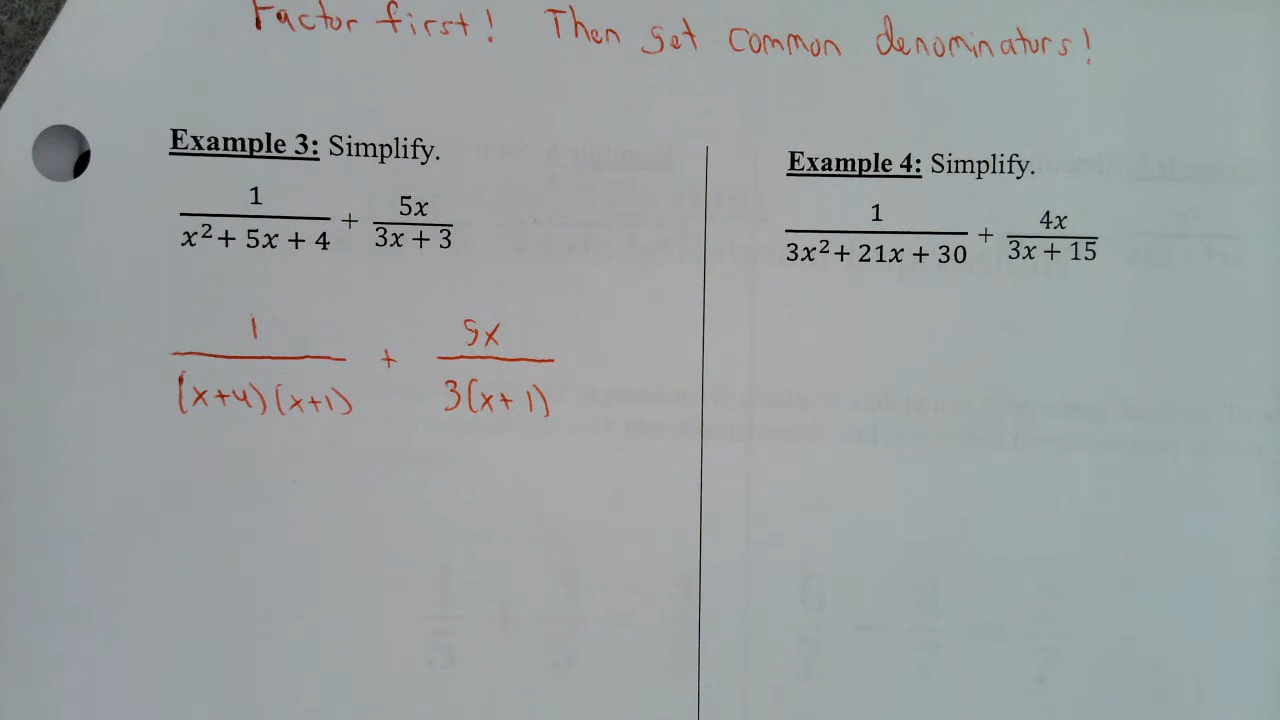 Factor first! Then get common denominators!
Example 3: Simplify.
1/(x² + 5x + 4) + 5x/(3x + 3)
1/((x+4)(x+1)) + 5x/(3(x+1))
Example 4: Simplify.
1/(3x² + 21x + 30) + 4x/(3x + 15)